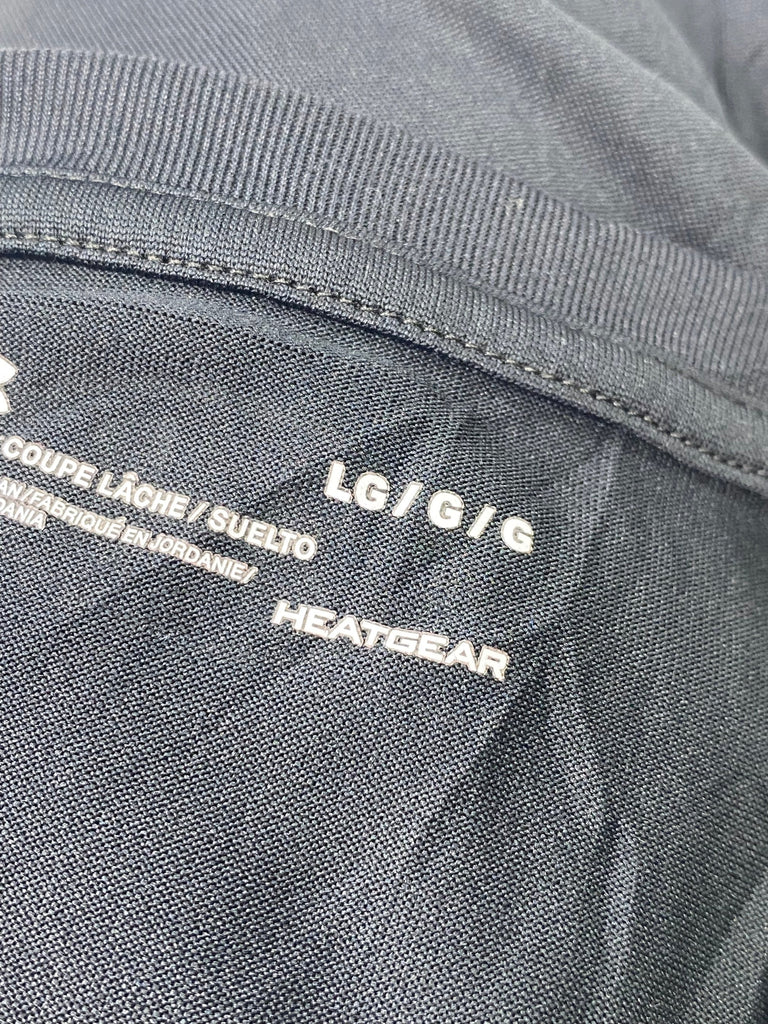 COUPE LÂCHE / SUELTO
AN/FABRIQUÉ EN JORDANIE/
DANIA
LG / G / G
HEATGEAR